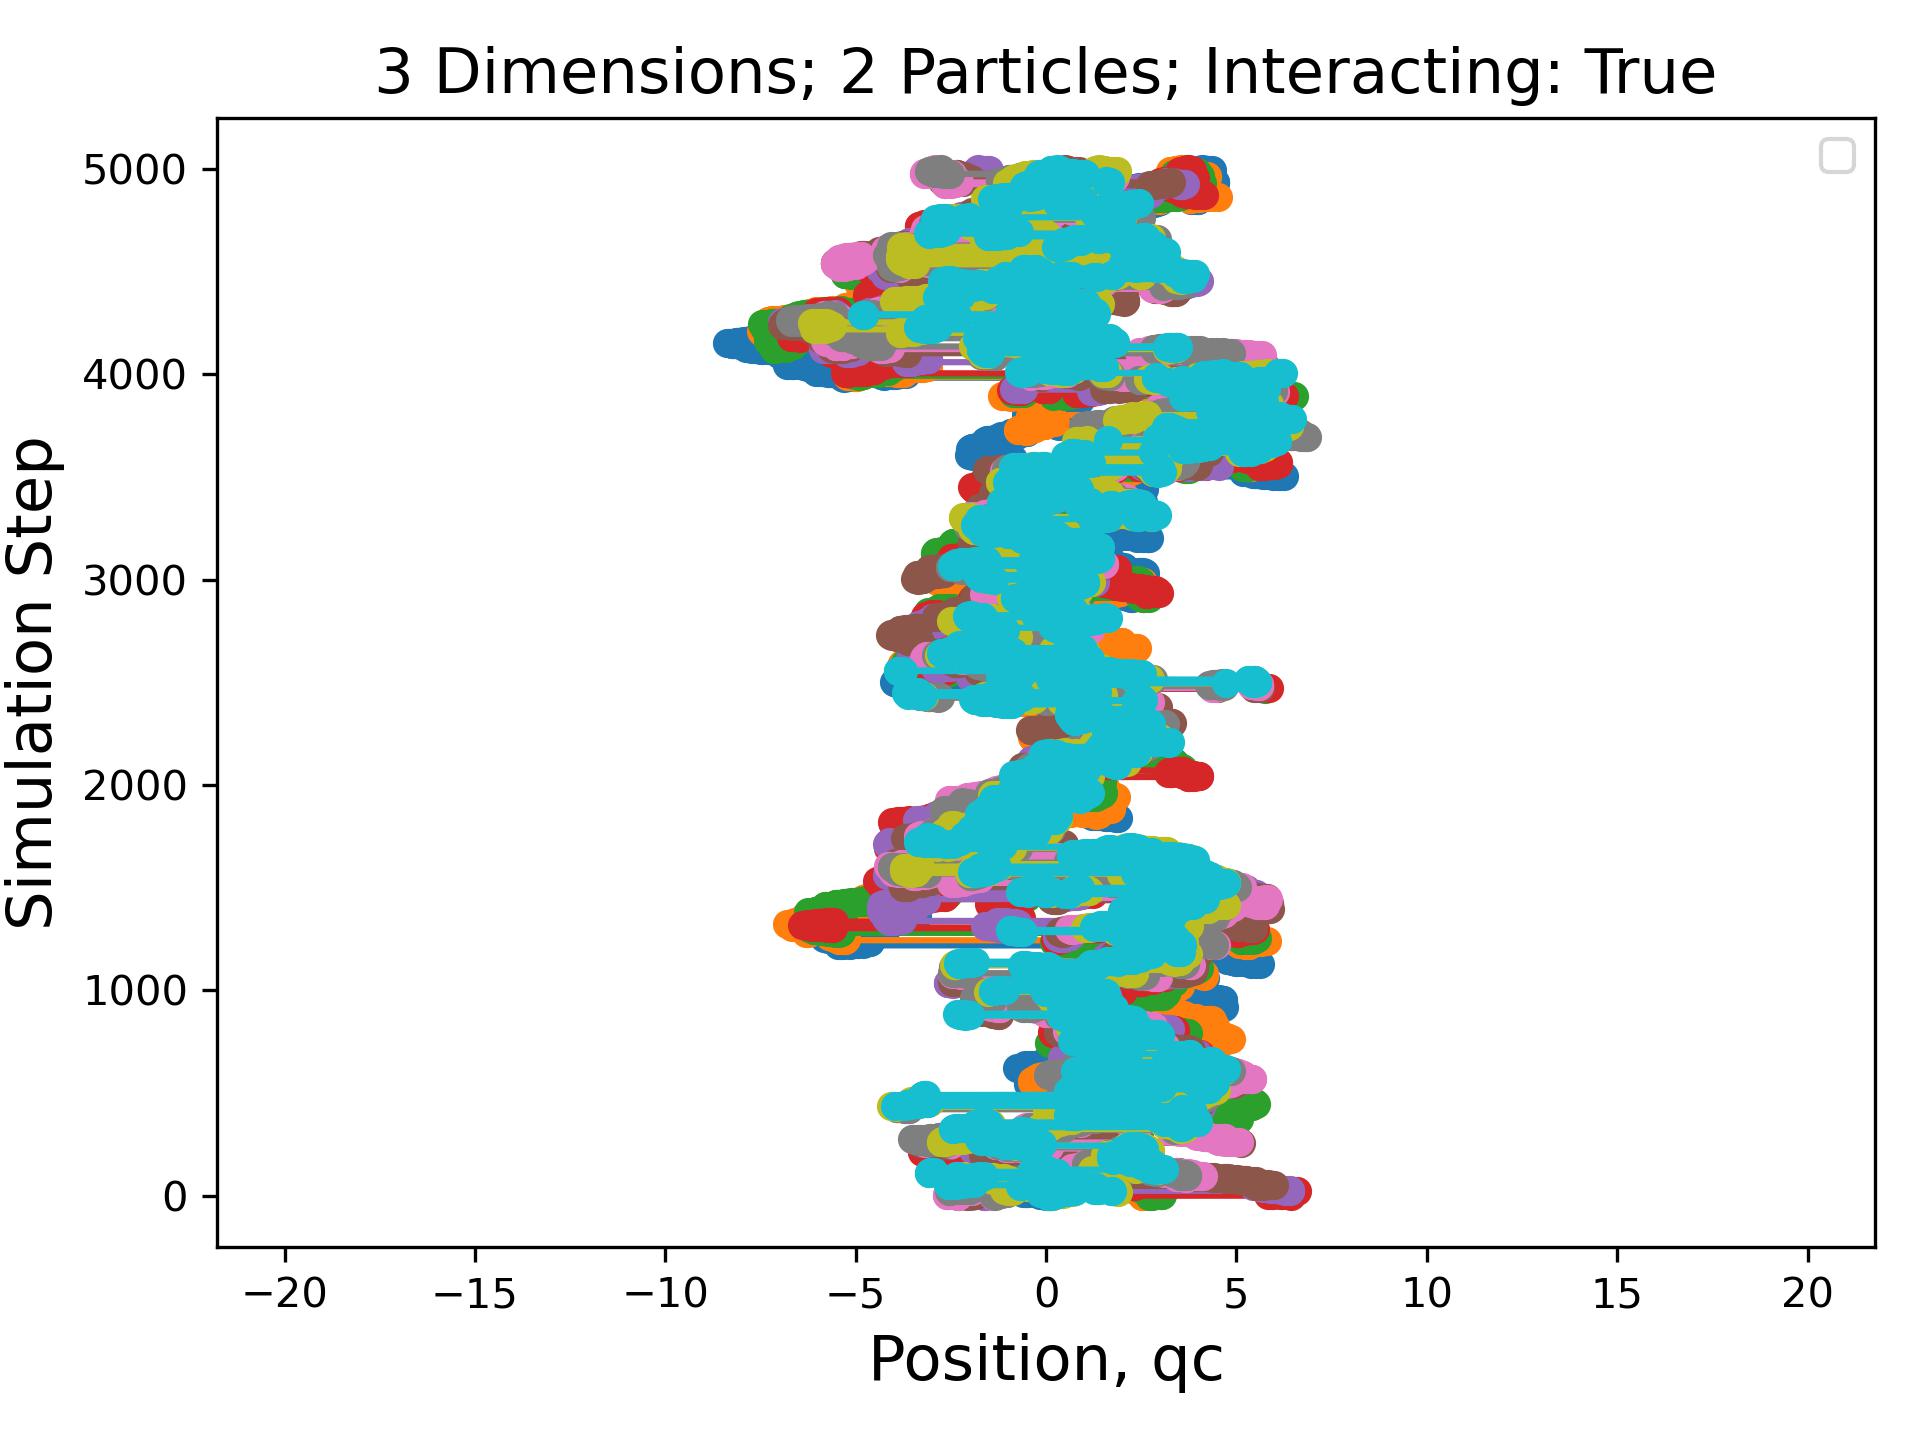 3 Dimensions; 2 Particles; Interacting: True
Simulation Step
5000
4000
3000
2000
1000
0
−20 −15 −10 −5 0 5 10 15 20
Position, qc